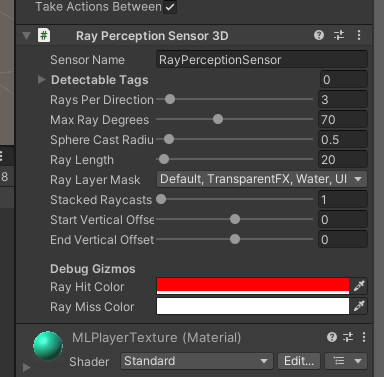 Take Actions Between
Ray Perception Sensor 3D
Sensor Name RayPerceptionSensor
Detectable Tags 0
Rays Per Direction 3
Max Ray Degrees 70
Sphere Cast Radiu 0.5
Ray Length 20
8
Ray Layer Mask Default, TransparentFX, Water, UI
Stacked Raycasts 1
Start Vertical Offse 0
End Vertical Offset 0
Debug Gizmos
Ray Hit Color
Ray Miss Color
MLPlayerTexture (Material)
Shader Standard Edit...